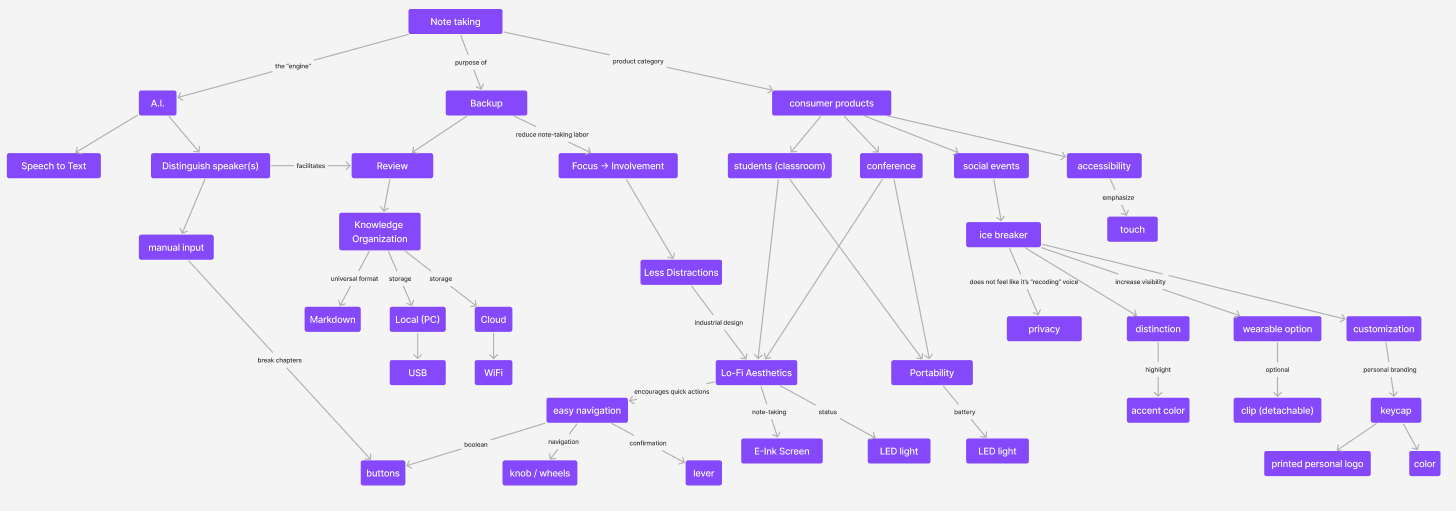 Note taking
the "engine"
purpose of
product category
A.I.
Backup
consumer products
reduce note-taking labor
Speech to Text
Distinguish speaker(s)
facilitates
Review
Focus → Involvement
students (classroom)
conference
social events
accessibility
emphasize
touch
Knowledge
Organization
ice breaker
manual input
Less Distractions
universal format
storage
storage
does not feel like it's "recoding" voice
increase visibility
Markdown
Local (PC)
Cloud
industrial design
privacy
distinction
wearable option
customization
break chapters
USB
WiFi
Lo-Fi Aesthetics
Portability
highlight
optional
personal branding
encourages quick actions
easy navigation
note-taking
status
battery
accent color
clip (detachable)
keycap
boolean
navigation
confirmation
E-Ink Screen
LED light
LED light
buttons
knob / wheels
lever
printed personal logo
color